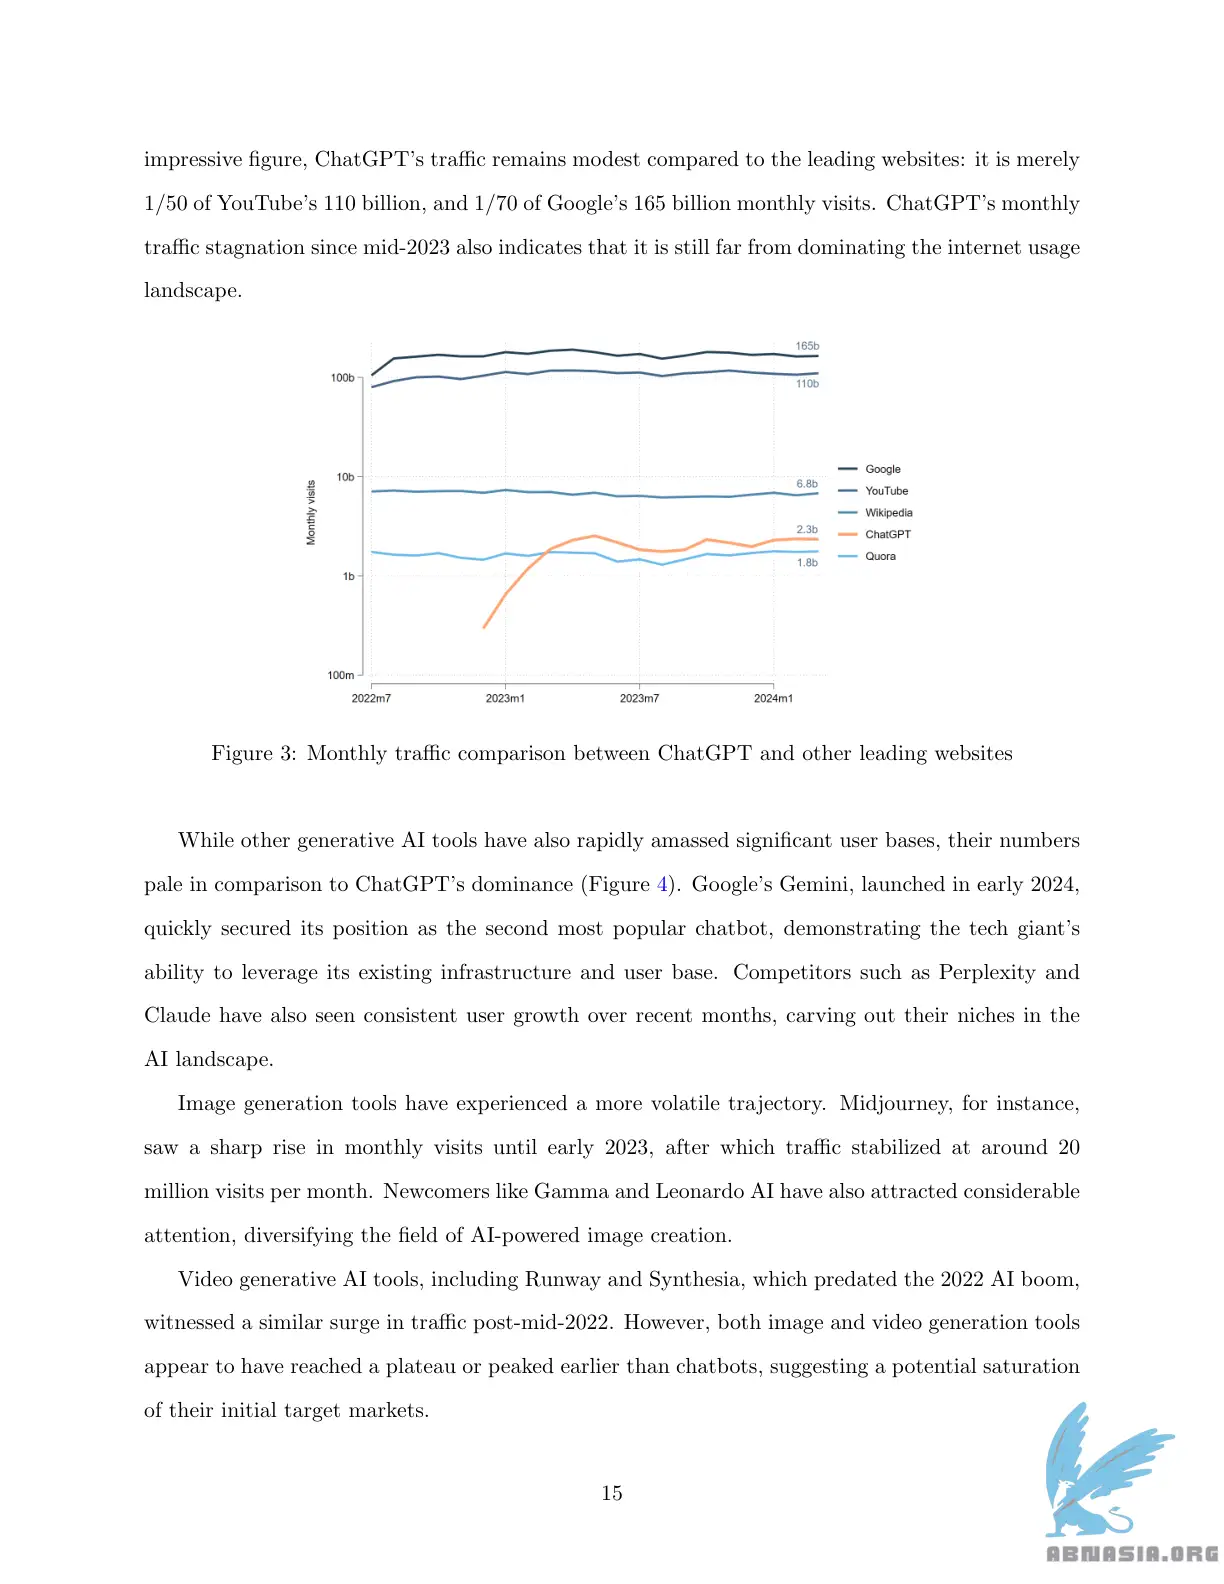 impressive figure, ChatGPT's traffic remains modest compared to the leading websites: it is merely
1/50 of YouTube's 110 billion, and 1/70 of Google's 165 billion monthly visits. ChatGPT's monthly
traffic stagnation since mid-2023 also indicates that it is still far from dominating the internet usage
landscape.
165b
100b
110b
10b
6.8b
2.3b
1.8b
1b
100m
Monthly visits
2022m7 2023m1 2023m7 2024m1
Google
YouTube
Wikipedia
ChatGPT
Quora
Figure 3: Monthly traffic comparison between ChatGPT and other leading websites
While other generative AI tools have also rapidly amassed significant user bases, their numbers
pale in comparison to ChatGPT's dominance (Figure 4). Google's Gemini, launched in early 2024,
quickly secured its position as the second most popular chatbot, demonstrating the tech giant's
ability to leverage its existing infrastructure and user base. Competitors such as Perplexity and
Claude have also seen consistent user growth over recent months, carving out their niches in the
AI landscape.
Image generation tools have experienced a more volatile trajectory. Midjourney, for instance,
saw a sharp rise in monthly visits until early 2023, after which traffic stabilized at around 20
million visits per month. Newcomers like Gamma and Leonardo AI have also attracted considerable
attention, diversifying the field of AI-powered image creation.
Video generative AI tools, including Runway and Synthesia, which predated the 2022 AI boom,
witnessed a similar surge in traffic post-mid-2022. However, both image and video generation tools
appear to have reached a plateau or peaked earlier than chatbots, suggesting a potential saturation
of their initial target markets.
15
ABNASIA.ORG